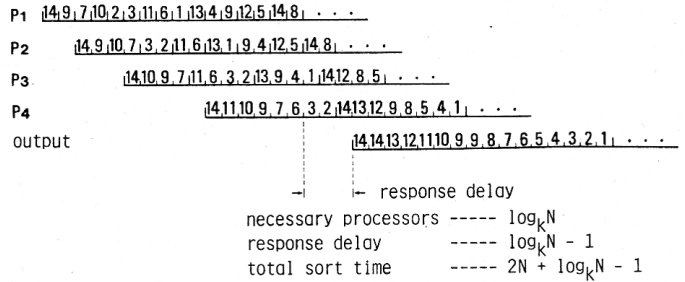 P1 14,9,7,10,2,3,11,6,1,13,4,9,12,5,14,8, · · ·
P2 14,9,10,7,3,2,11,6,13,1,9,4,12,5,14,8, · · ·
P3 14,10,9,7,11,6,3,2,13,9,4,1,14,12,8,5, · · ·
P4 14,11,10,9,7,6,3,2,14,13,12,9,8,5,4,1, · · ·
output 14,14,13,12,11,10,9,9,8,7,6,5,4,3,2,1, · · ·
response delay
necessary processors ----- logₖN
response delay ----- logₖN - 1
total sort time ----- 2N + logₖN - 1